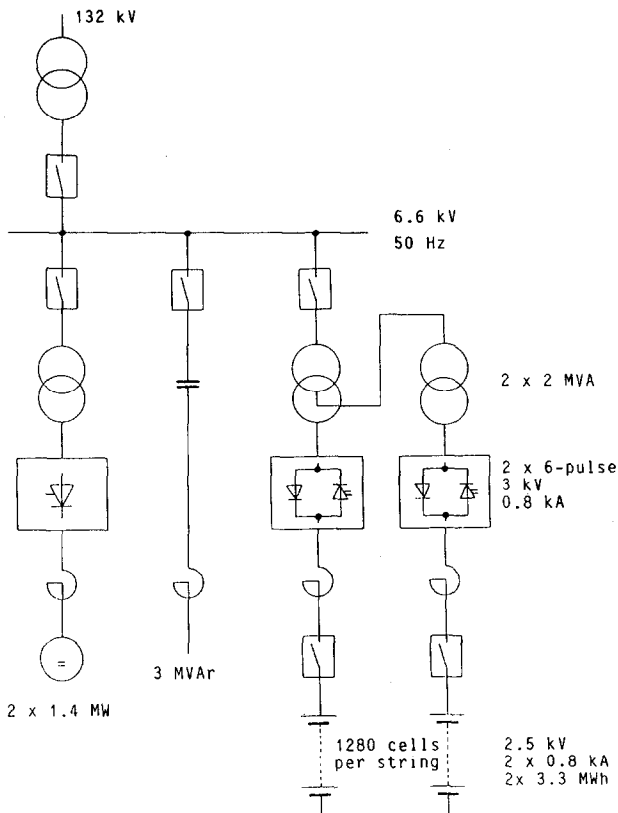 132 kV
6.6 kV
50 Hz
2 x 2 MVA
2 x 6-pulse
3 kV
0.8 kA
=
3 MVAr
2 x 1.4 MW
1280 cells
per string
2.5 kV
2 x 0.8 kA
2x 3.3 MWh